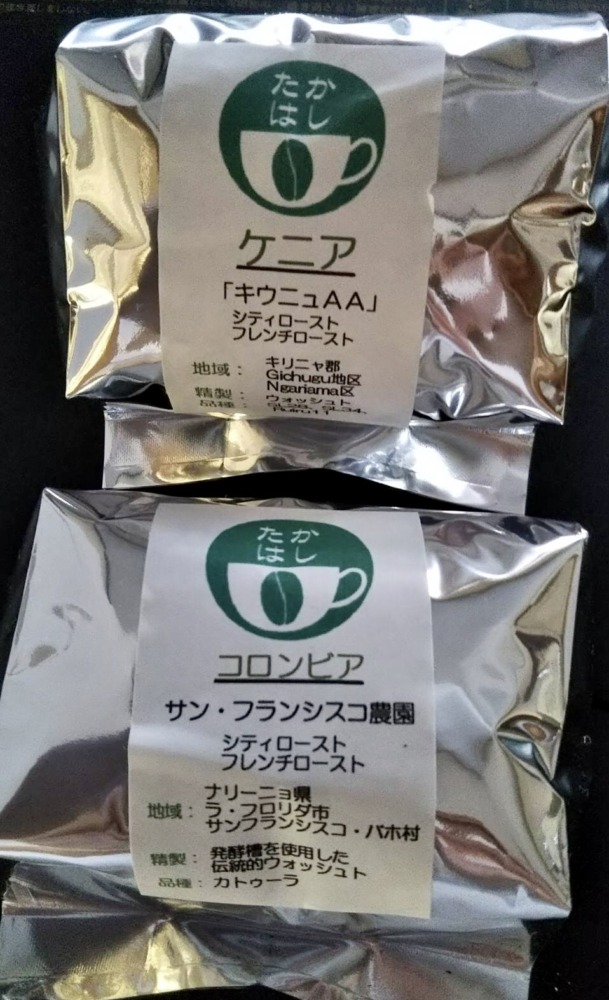 たか
はし
ケニア
「キウニュAA」
シティロースト
フレンチロースト
地域： キリニャ郡
Gichugu地区
Ngariama区
精製： ウォッシュト
品種： SL28、SL34、
Ruiru11
たか
はし
コロンビア
サン・フランシスコ農園
シティロースト
フレンチロースト
ナリーニョ県
地域： ラ・フロリダ市
サンフランシスコ・バホ村
精製： 発酵槽を使用した
伝統的ウォッシュト
品種： カトゥーラ